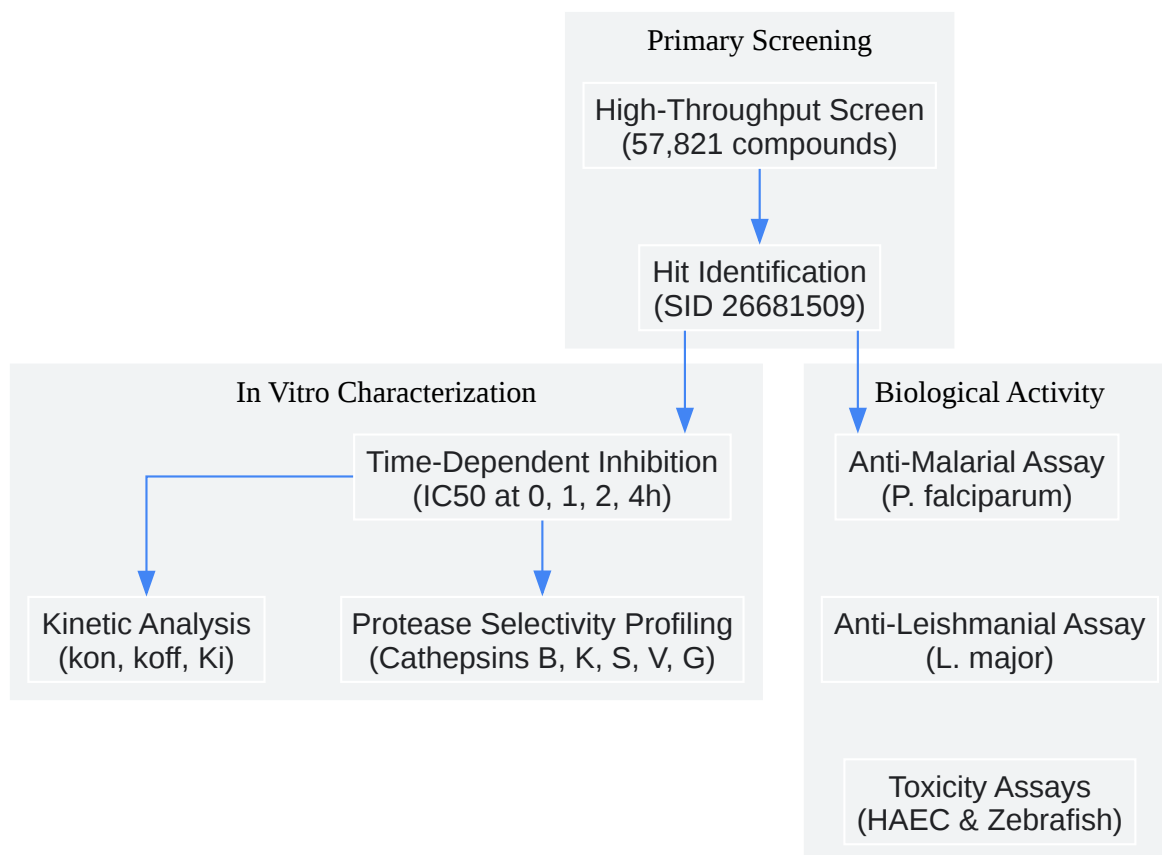 Primary Screening
High-Throughput Screen
(57,821 compounds)
Hit Identification
(SID 26681509)
In Vitro Characterization
Time-Dependent Inhibition
(IC50 at 0, 1, 2, 4h)
Kinetic Analysis
(kon, koff, Ki)
Protease Selectivity Profiling
(Cathepsins B, K, S, V, G)
Biological Activity
Anti-Malarial Assay
(P. falciparum)
Anti-Leishmanial Assay
(L. major)
Toxicity Assays
(HAEC & Zebrafish)